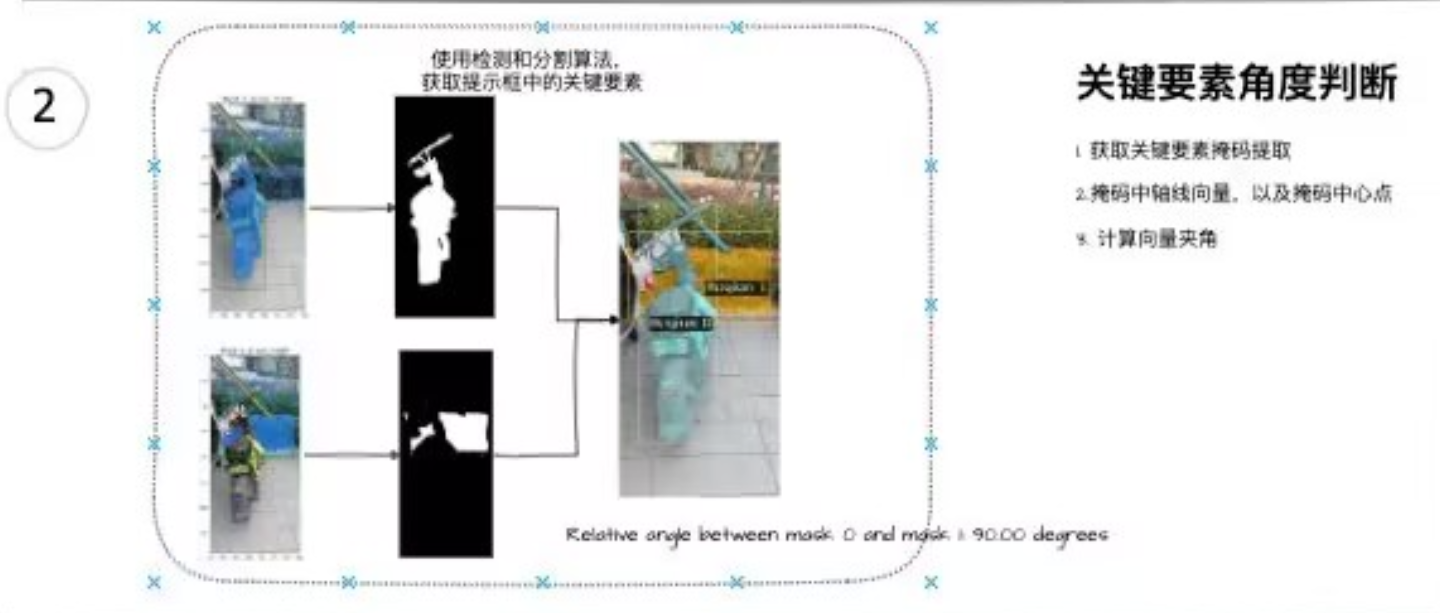 2
使用检测和分割算法,
获取提示框中的关键要素
关键要素角度判断
1. 获取关键要素掩码提取
2.掩码中轴线向量,以及掩码中心点
3. 计算向量夹角
Relative angle between mask 0 and mask 1: 90.00 degrees